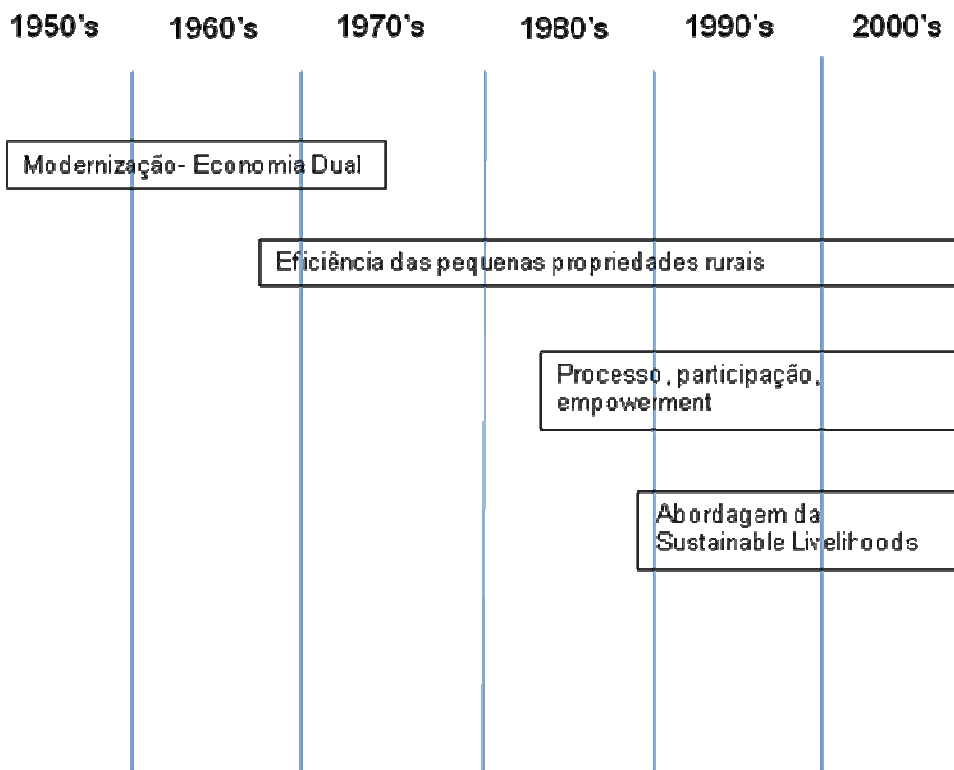 1950's 1960's 1970's 1980's 1990's 2000's
Modernização- Economia Dual
Eficiência das pequenas propriedades rurais
Processo, participação,
empowerment
Abordagem da
Sustainable Livelihoods